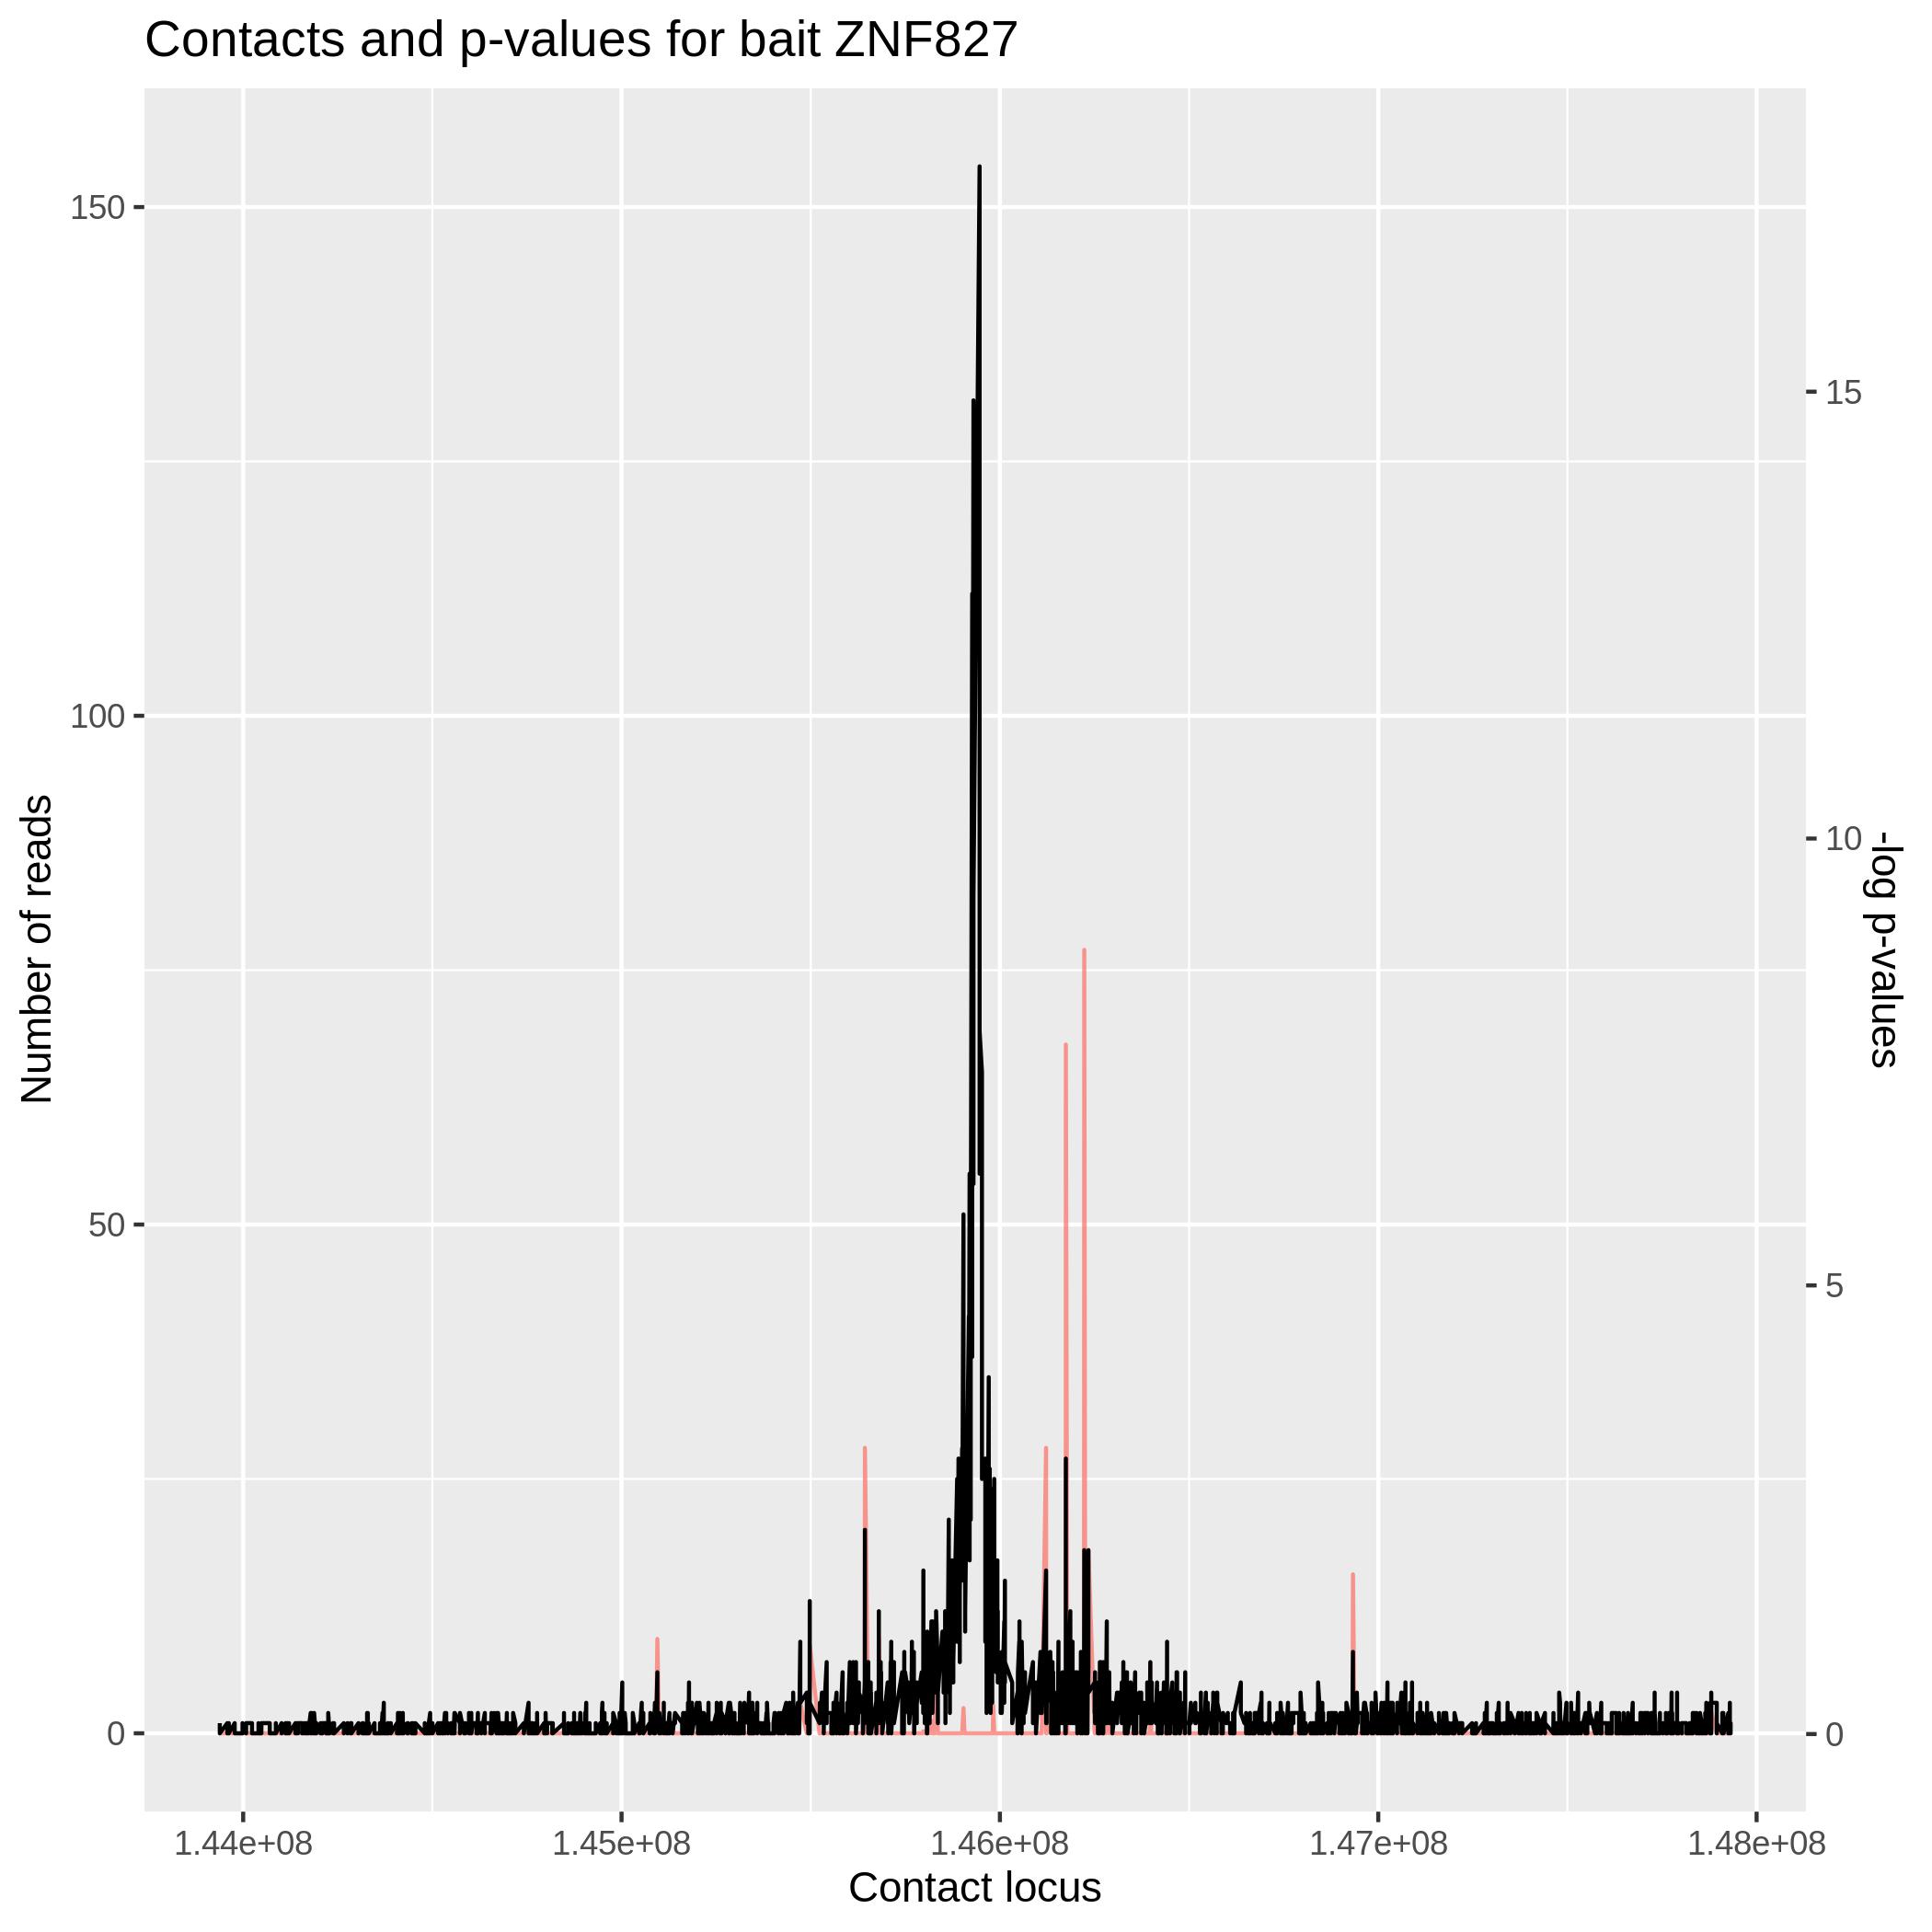 Contacts and p-values for bait ZNF827
150
100
50
0
Number of reads
15
10
5
0
-log p-values
1.44e+08
1.45e+08
1.46e+08
1.47e+08
1.48e+08
Contact locus